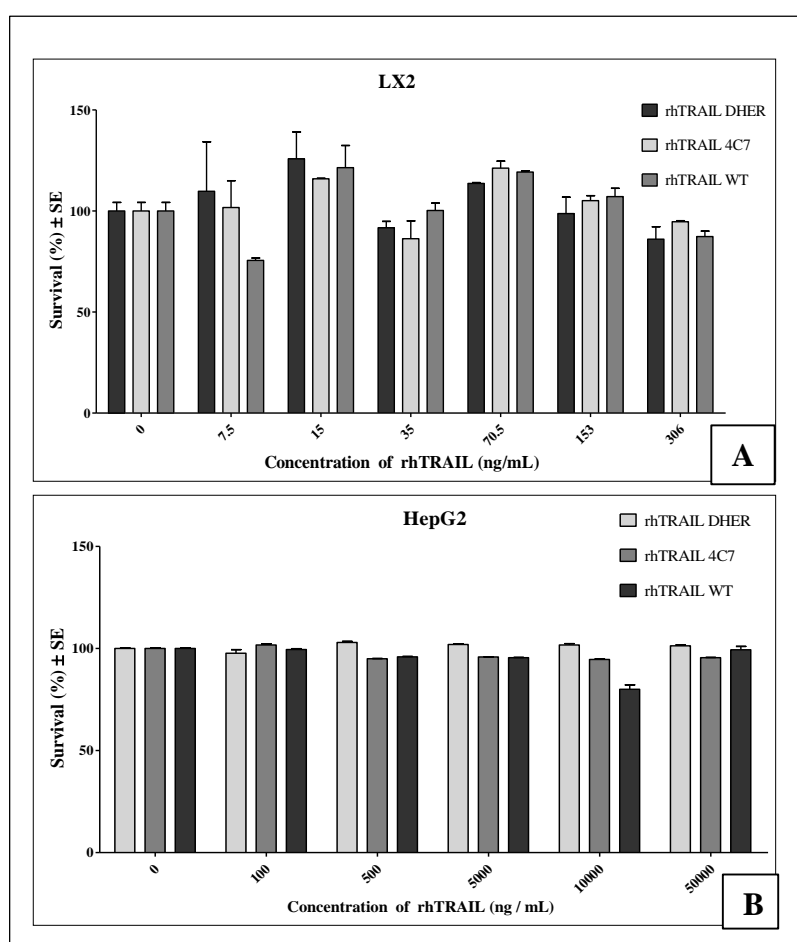 LX2
150
100
50
0
Survival (%) ± SE
rhTRAIL DHER
rhTRAIL 4C7
rhTRAIL WT
0 7.5 15 35 70.5 153 306
Concentration of rhTRAIL (ng/mL)
A
HepG2
150
100
50
0
Survival (%) ± SE
rhTRAIL DHER
rhTRAIL 4C7
rhTRAIL WT
0 100 500 5000 10000 50000
Concentration of rhTRAIL (ng / mL)
B